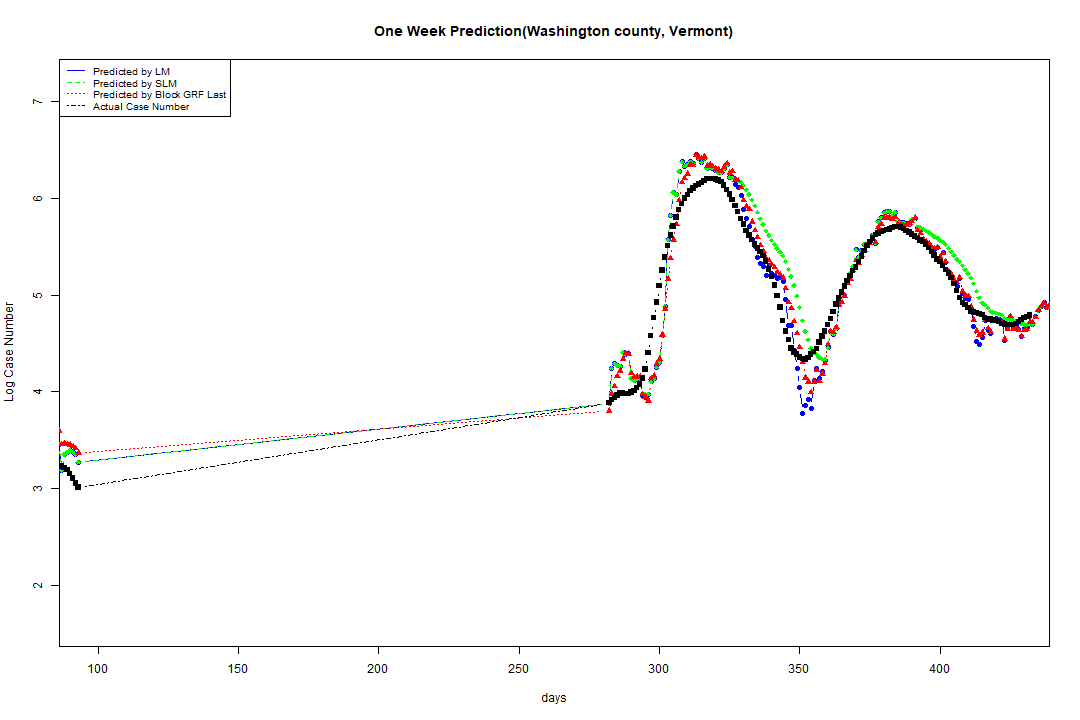 One Week Prediction(Washington county, Vermont)
Predicted by LM
Predicted by SLM
Predicted by Block GRF Last
Actual Case Number
7
6
5
4
3
2
Log Case Number
100 150 200 250 300 350 400
days